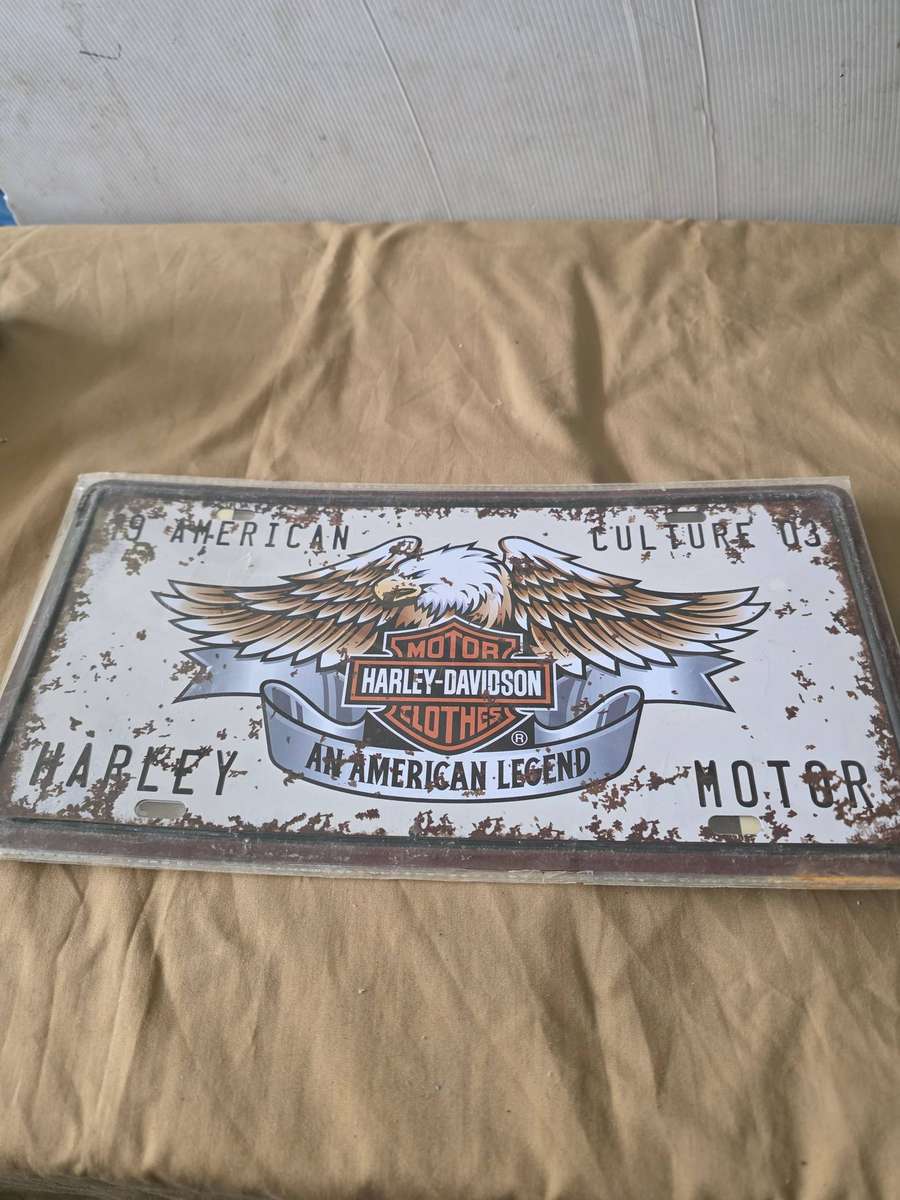 19 AMERICAN CULTURE 03
MOTOR
HARLEY-DAVIDSON
CLOTHES
®
AN AMERICAN LEGEND
HARLEY MOTOR